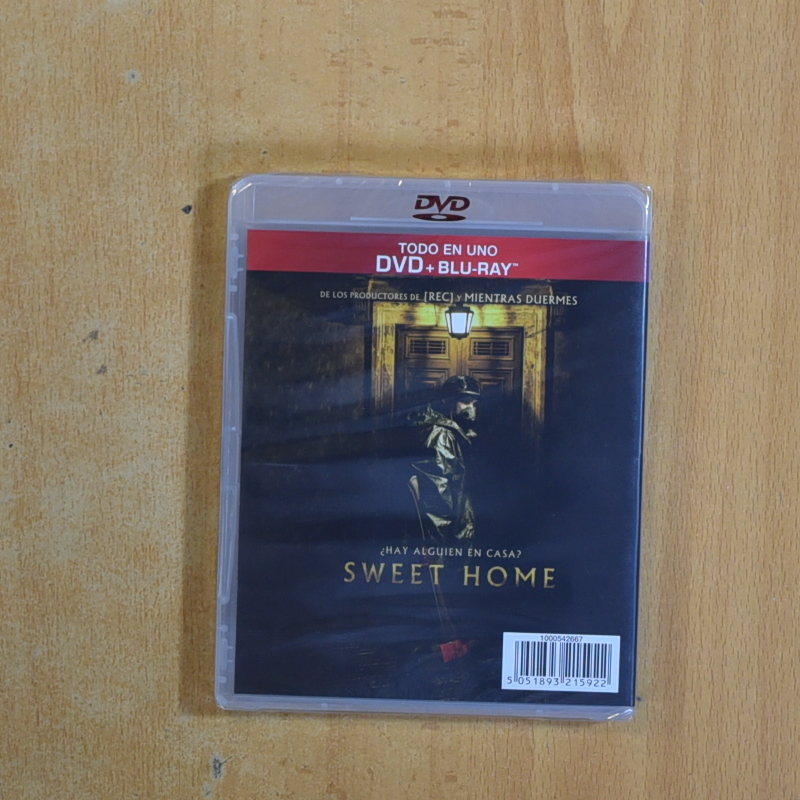 DVD
TODO EN UNO
DVD + BLU-RAY™
DE LOS PRODUCTORES DE [REC] Y MIENTRAS DUERMES
¿HAY ALGUIEN EN CASA?
SWEET HOME
1000542667
5 051893 215922